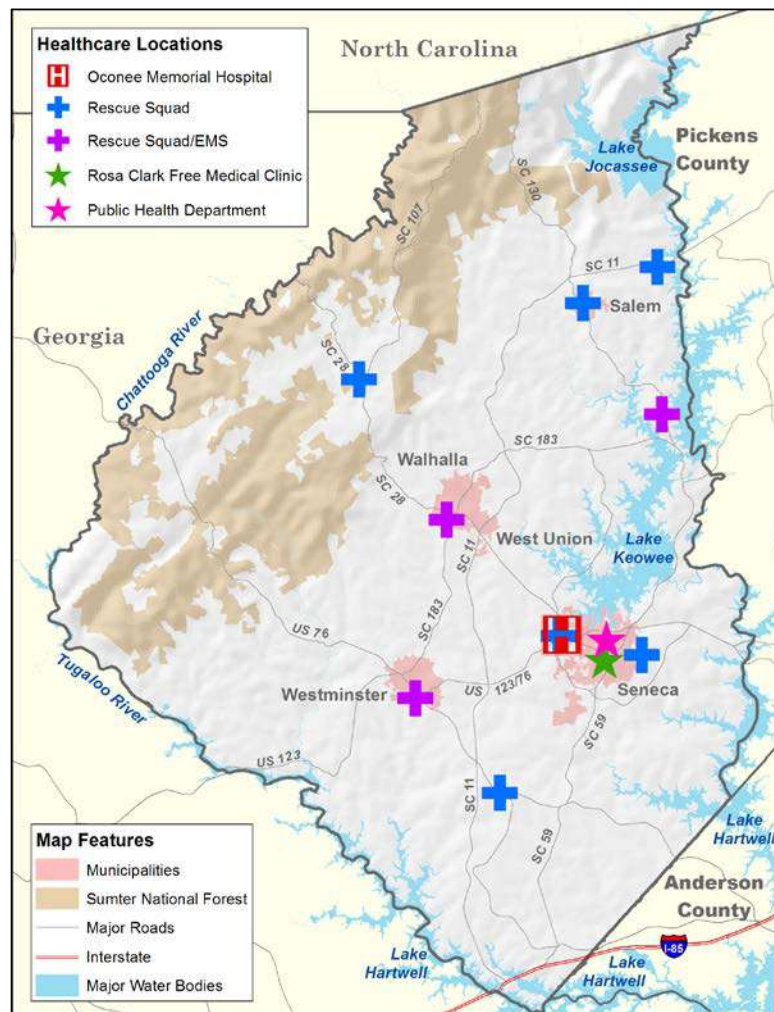 Healthcare Locations
Oconee Memorial Hospital
Rescue Squad
Rescue Squad/EMS
Rosa Clark Free Medical Clinic
Public Health Department
North Carolina
Pickens
County
Lake
Jocassee
SC 107
SC 130
SC 11
Salem
Georgia
Chattooga River
SC 28
SC 183
Walhalla
SC 28
West Union
SC 11
Lake
Keowee
SC 183
US 76
H
Westminster
US 123/76
Seneca
Tugaloo River
SC 59
US 123
SC 11
SC 59
Lake
Hartwell
Anderson
County
Map Features
Municipalities
Sumter National Forest
Major Roads
Interstate
Major Water Bodies
I-85
Lake
Hartwell
Lake
Hartwell